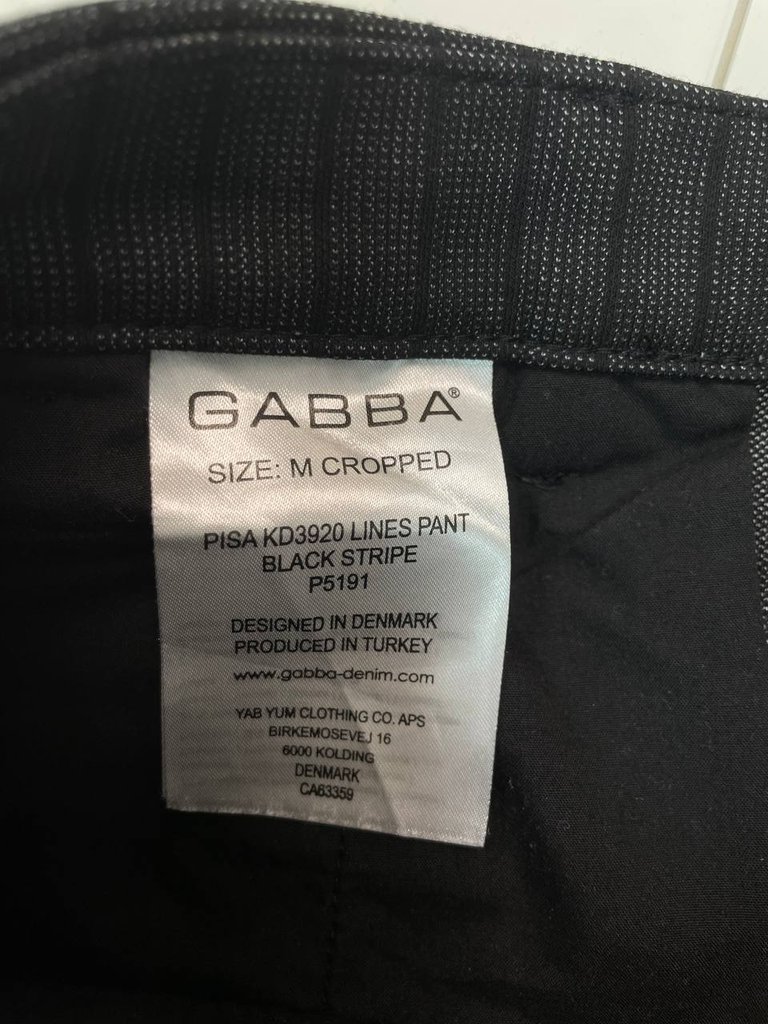 GABBA®
SIZE: M CROPPED
PISA KD3920 LINES PANT
BLACK STRIPE
P5191
DESIGNED IN DENMARK
PRODUCED IN TURKEY
www.gabba-denim.com
YAB YUM CLOTHING CO. APS
BIRKEMOSEVEJ 16
6000 KOLDING
DENMARK
CA63359